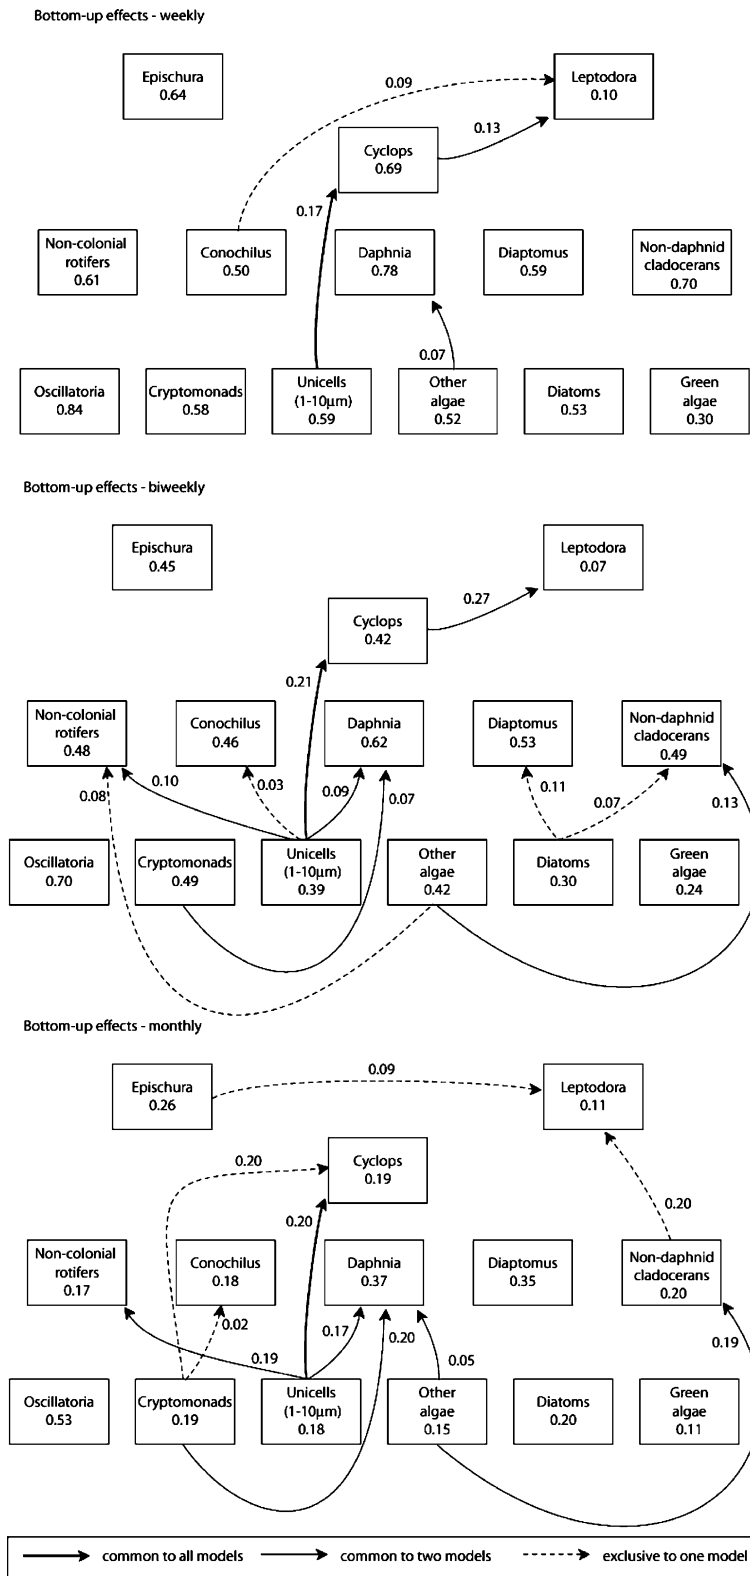 Bottom-up effects - weekly
Epischura
0.64
0.09
Leptodora
0.10
0.13
Cyclops
0.69
0.17
Non-colonial
rotifers
0.61
Conochilus
0.50
Daphnia
0.78
Diaptomus
0.59
Non-daphnid
cladocerans
0.70
0.07
Oscillatoria
0.84
Cryptomonads
0.58
Unicells
(1-10µm)
0.59
Other
algae
0.52
Diatoms
0.53
Green
algae
0.30
Bottom-up effects - biweekly
Epischura
0.45
Leptodora
0.07
0.27
Cyclops
0.42
0.21
Non-colonial
rotifers
0.48
Conochilus
0.46
Daphnia
0.62
Diaptomus
0.53
Non-daphnid
cladocerans
0.49
0.08
0.10
0.03
0.09
0.07
0.11
0.07
0.13
Oscillatoria
0.70
Cryptomonads
0.49
Unicells
(1-10µm)
0.39
Other
algae
0.42
Diatoms
0.30
Green
algae
0.24
Bottom-up effects - monthly
Epischura
0.26
0.09
Leptodora
0.11
0.20
Cyclops
0.19
0.20
0.20
Non-colonial
rotifers
0.17
Conochilus
0.18
Daphnia
0.37
Diaptomus
0.35
Non-daphnid
cladocerans
0.20
0.02
0.19
0.17
0.20
0.05
0.19
Oscillatoria
0.53
Cryptomonads
0.19
Unicells
(1-10µm)
0.18
Other
algae
0.15
Diatoms
0.20
Green
algae
0.11
common to all models
common to two models
exclusive to one model